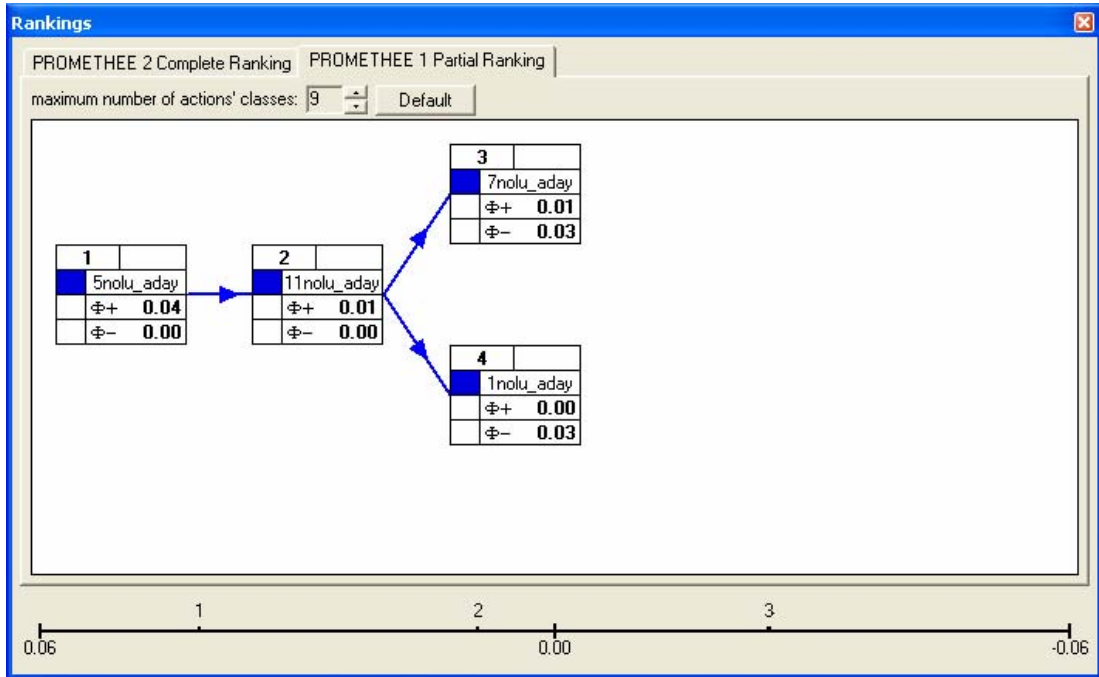 Rankings
PROMETHEE 2 Complete Ranking PROMETHEE 1 Partial Ranking
maximum number of actions' classes: 9 Default
1
5nolu_aday
Φ+ 0.04
Φ− 0.00
2
11nolu_aday
Φ+ 0.01
Φ− 0.00
3
7nolu_aday
Φ+ 0.01
Φ− 0.03
4
1nolu_aday
Φ+ 0.00
Φ− 0.03
1 2 3
0.06 0.00 -0.06